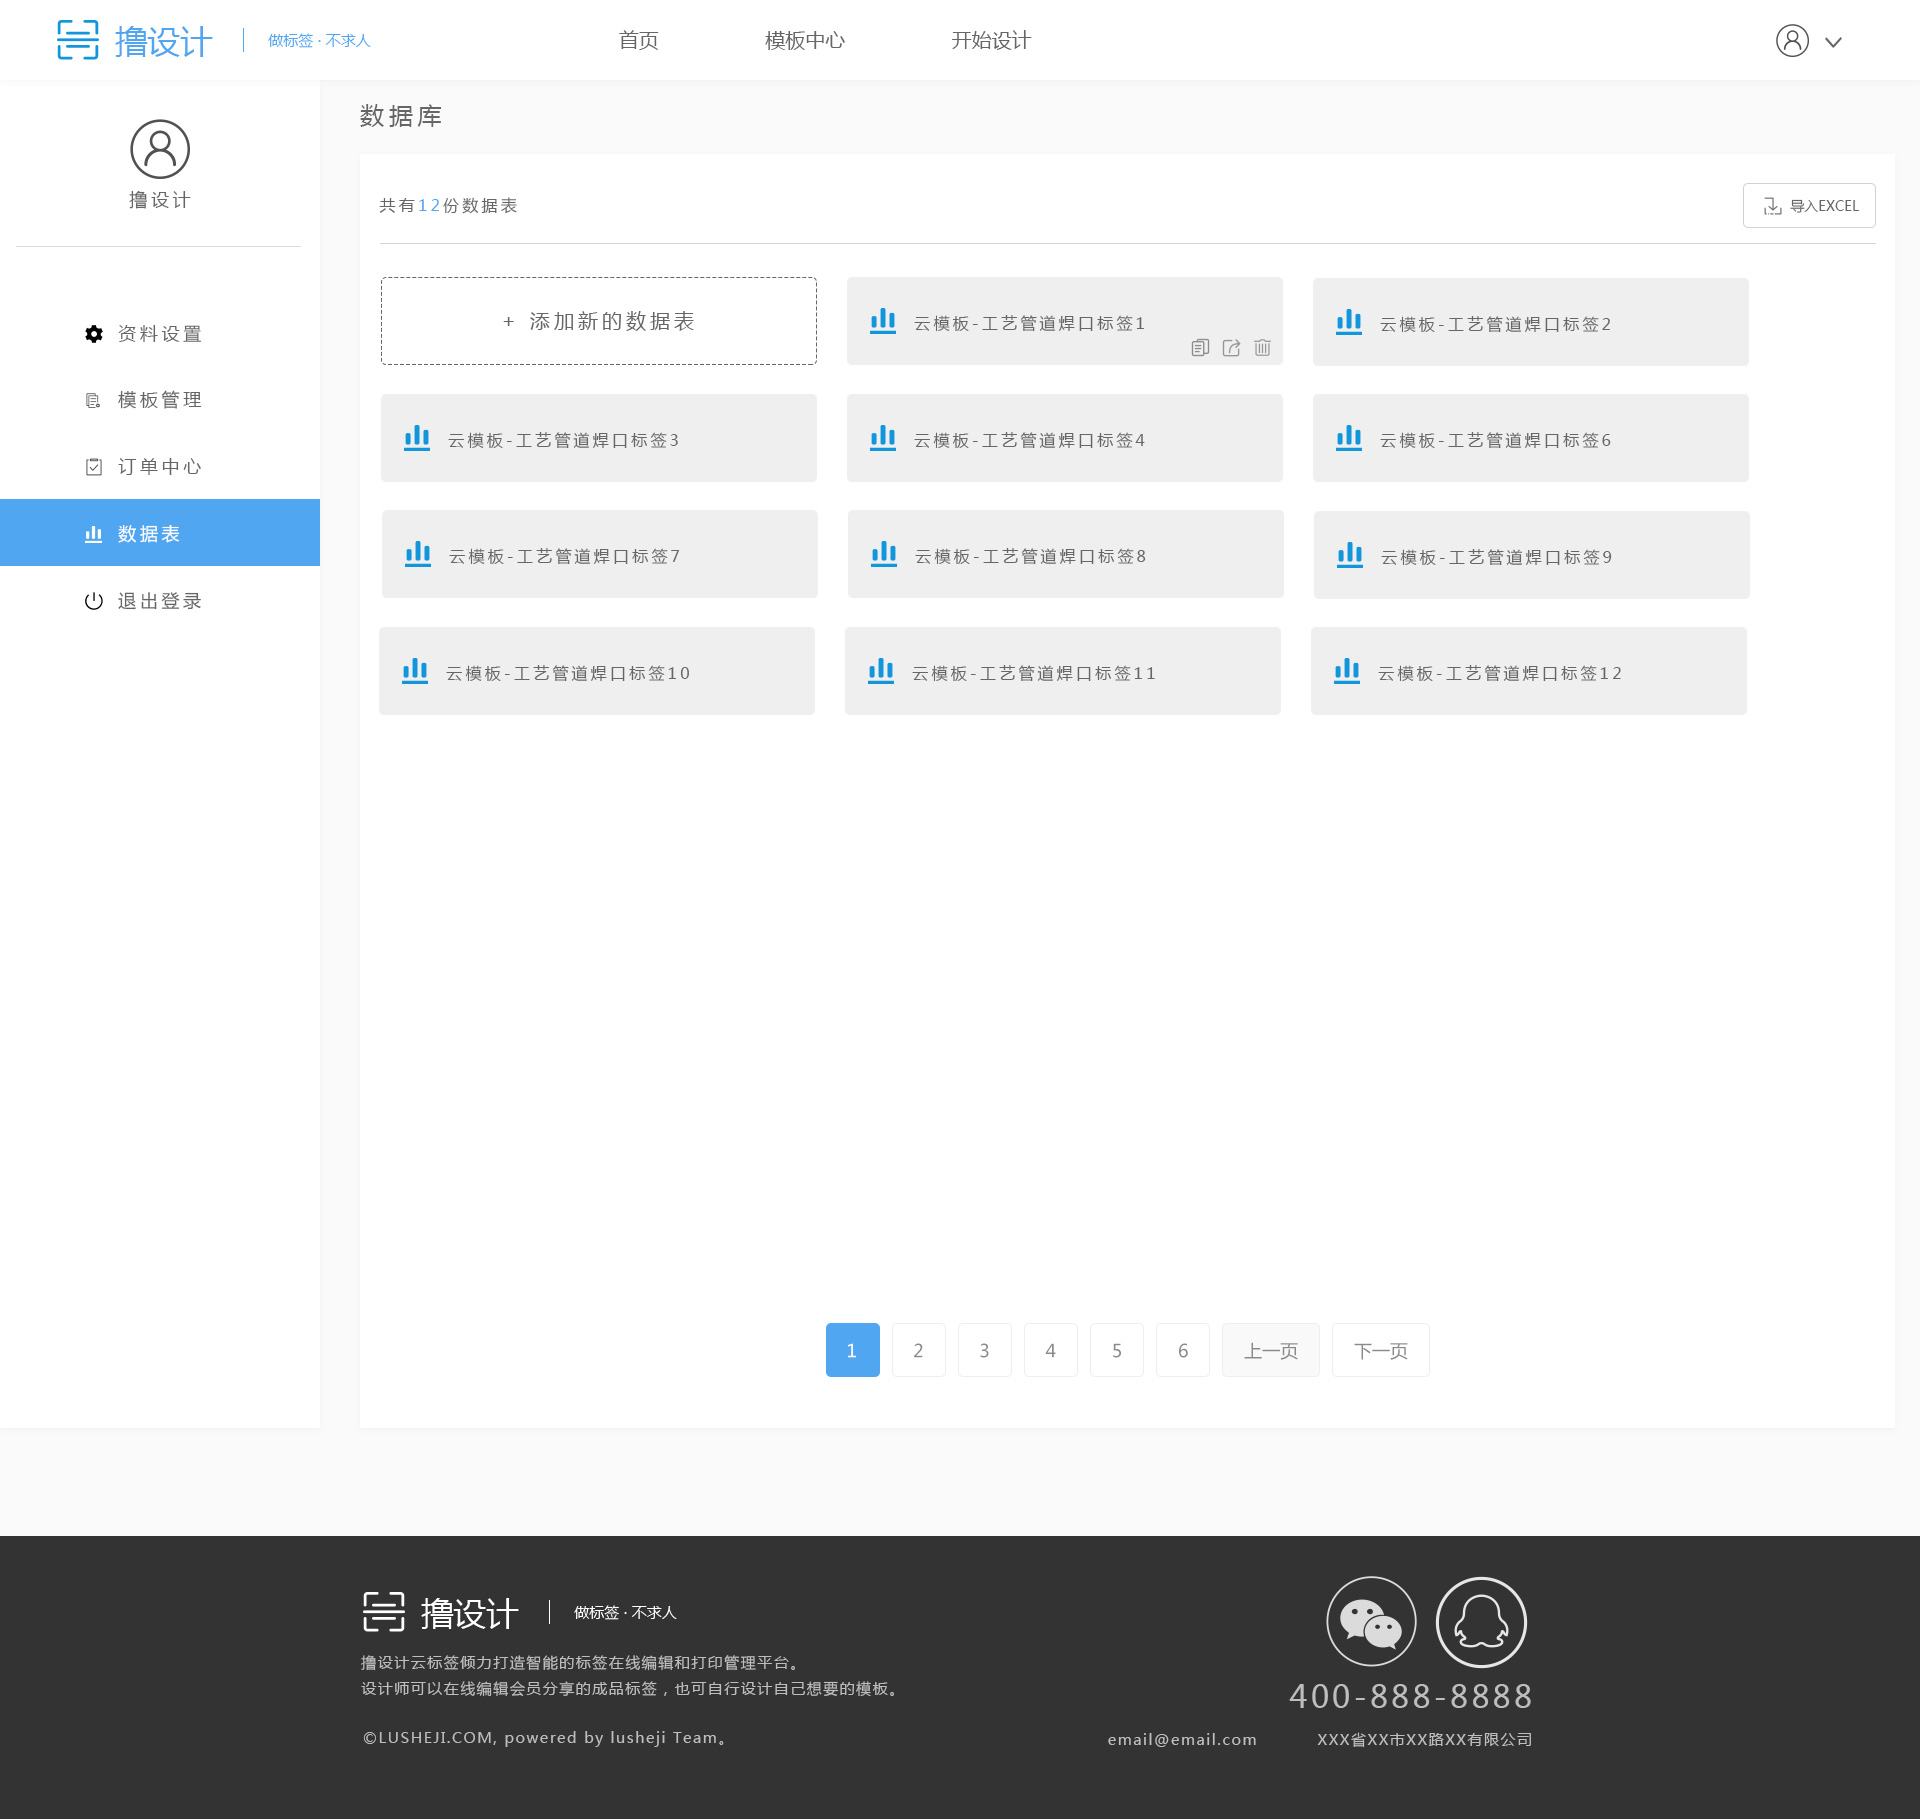 撸设计 做标签 · 不求人 首页 模板中心 开始设计
数据库
撸设计
共有12份数据表 导入EXCEL
+ 添加新的数据表 云模板-工艺管道焊口标签1 云模板-工艺管道焊口标签2
资料设置
模板管理
订单中心
数据表
退出登录
云模板-工艺管道焊口标签3 云模板-工艺管道焊口标签4 云模板-工艺管道焊口标签6
云模板-工艺管道焊口标签7 云模板-工艺管道焊口标签8 云模板-工艺管道焊口标签9
云模板-工艺管道焊口标签10 云模板-工艺管道焊口标签11 云模板-工艺管道焊口标签12
1 2 3 4 5 6 上一页 下一页
撸设计 做标签 · 不求人
撸设计云标签倾力打造智能的标签在线编辑和打印管理平台。
设计师可以在线编辑会员分享的成品标签，也可自行设计自己想要的模板。
©LUSHEJI.COM, powered by lusheji Team。
400-888-8888
email@email.com XXX省XX市XX路XX有限公司